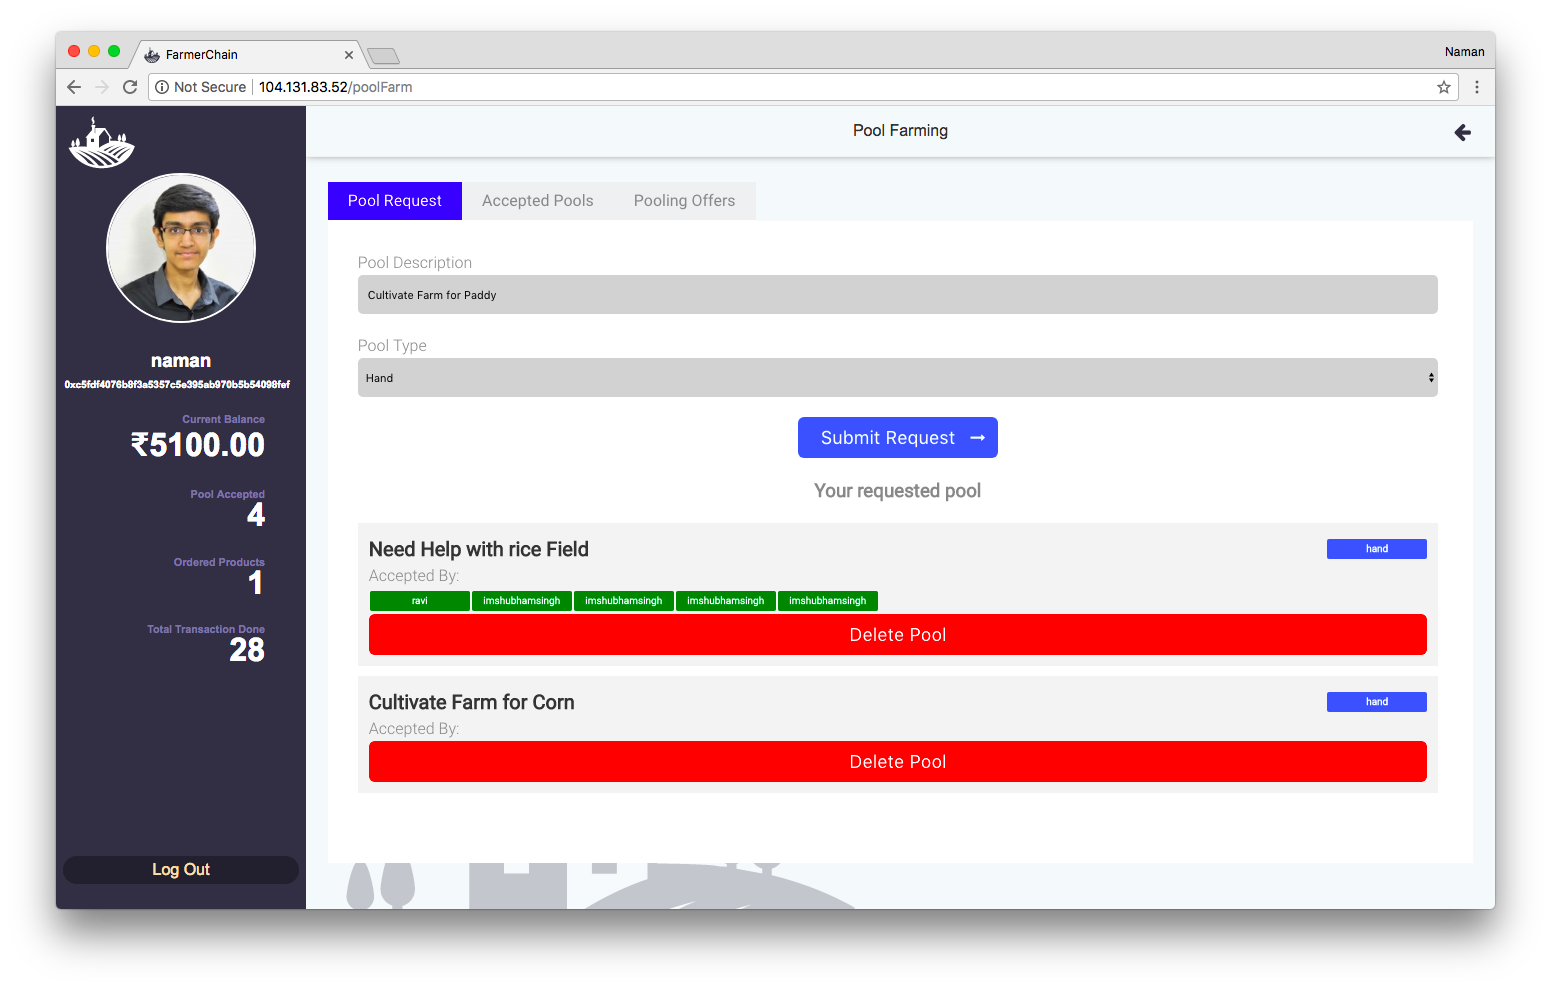 FarmerChain
Naman
Not Secure
104.131.83.52/poolFarm
naman
0xc5fdf4076b8f3a5357c5e395ab970b5b54098fef
Current Balance
₹5100.00
Pool Accepted
4
Ordered Products
1
Total Transaction Done
28
Log Out
Pool Farming
Pool Request Accepted Pools Pooling Offers
Pool Description
Cultivate Farm for Paddy
Pool Type
Hand
Submit Request →
Your requested pool
Need Help with rice Field hand
Accepted By:
ravi imshubhamsingh imshubhamsingh imshubhamsingh imshubhamsingh
Delete Pool
Cultivate Farm for Corn hand
Accepted By:
Delete Pool